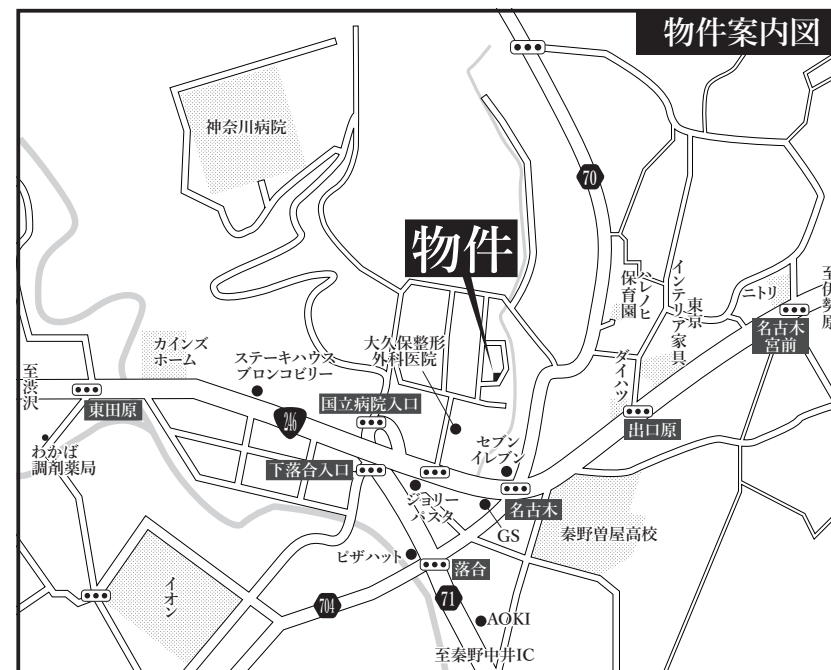 物件案内図
神奈川病院
70
物件
ハレノヒ
保育園
東京
インテリア家具
ニトリ
至伊勢原
名古木
宮前
カインズ
ホーム
ステーキハウス
ブロンコビリー
大久保整形
外科医院
ダイハツ
至渋沢
東田原
国立病院入口
246
出口原
わかば
調剤薬局
下落合入口
セブン
イレブン
ジョリー
パスタ
名古木
GS
秦野曽屋高校
ピザハット
落合
イオン
704
71
AOKI
至秦野中井IC